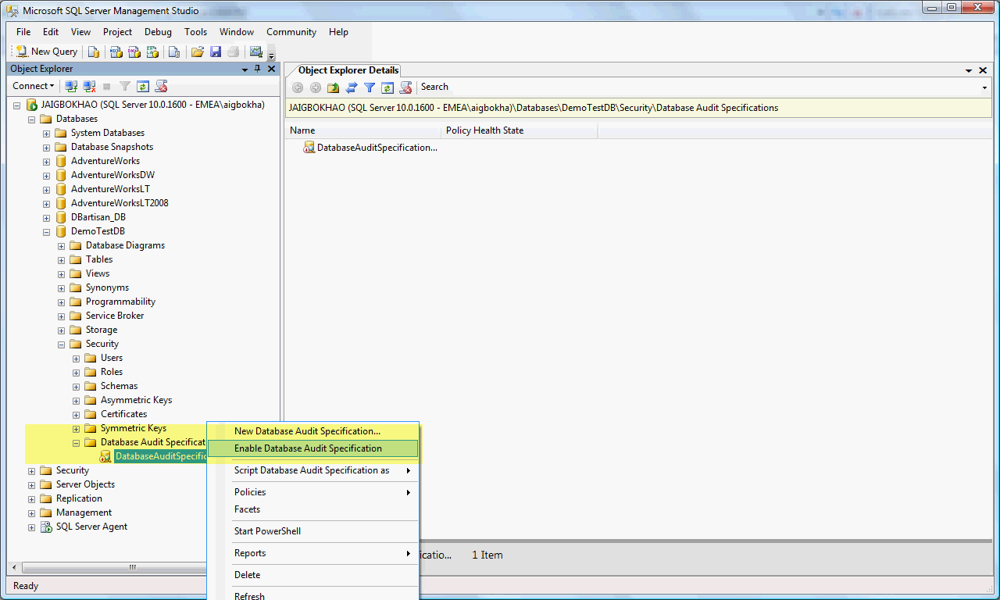 Microsoft SQL Server Management Studio
File Edit View Project Debug Tools Window Community Help
New Query
Object Explorer
Connect
JAIGBOKHAO (SQL Server 10.0.1600 - EMEA\aigbokha)
Databases
System Databases
Database Snapshots
AdventureWorks
AdventureWorksDW
AdventureWorksLT
AdventureWorksLT2008
DBartisan_DB
DemoTestDB
Database Diagrams
Tables
Views
Synonyms
Programmability
Service Broker
Storage
Security
Users
Roles
Schemas
Asymmetric Keys
Certificates
Symmetric Keys
Database Audit Specificat
DatabaseAuditSpecific
Security
Server Objects
Replication
Management
SQL Server Agent
Object Explorer Details
Search
JAIGBOKHAO (SQL Server 10.0.1600 - EMEA\aigbokha)\Databases\DemoTestDB\Security\Database Audit Specifications
Name Policy Health State
DatabaseAuditSpecification...
New Database Audit Specification...
Enable Database Audit Specification
Script Database Audit Specification as
Policies
Facets
Start PowerShell
Reports
Delete
Refresh
icatio... 1 Item
Ready